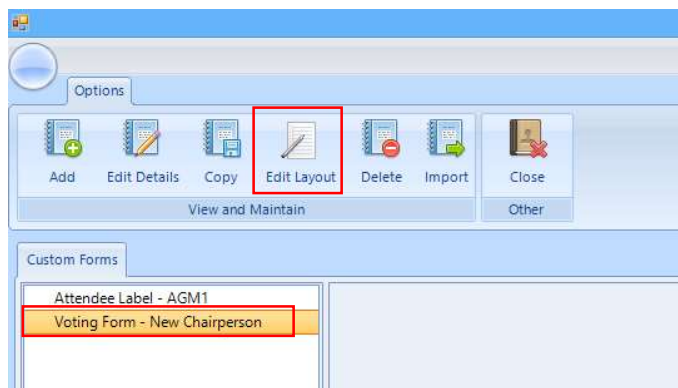 Options
Add Edit Details Copy Edit Layout Delete Import Close
View and Maintain Other
Custom Forms
Attendee Label - AGM1
Voting Form - New Chairperson